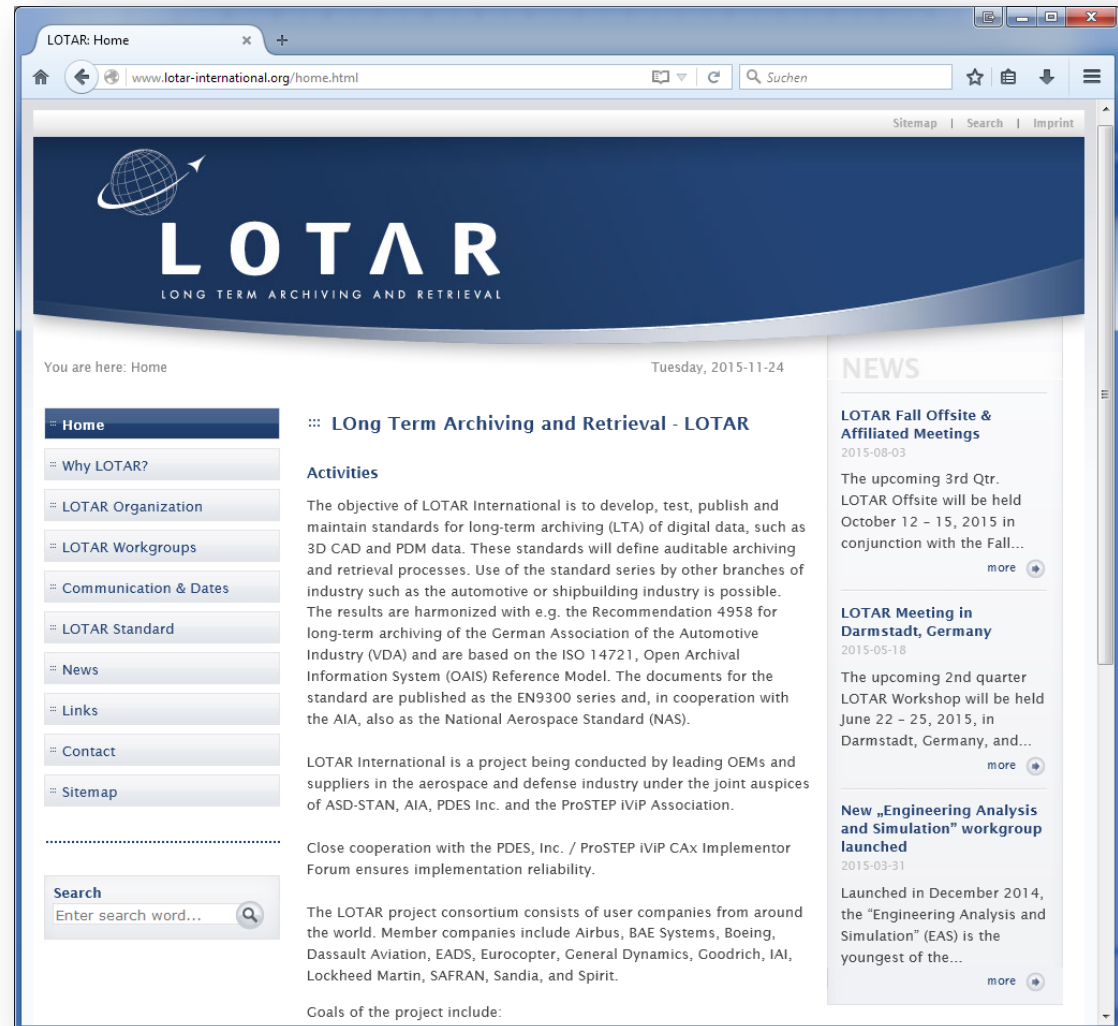 LOTAR: Home
www.lotar-international.org/home.html
Suchen
Sitemap | Search | Imprint
LOTAR
LONG TERM ARCHIVING AND RETRIEVAL
You are here: Home
Tuesday, 2015-11-24
Home
Why LOTAR?
LOTAR Organization
LOTAR Workgroups
Communication & Dates
LOTAR Standard
News
Links
Contact
Sitemap
Search
Enter search word...
LOng Term Archiving and Retrieval - LOTAR
Activities
The objective of LOTAR International is to develop, test, publish and
maintain standards for long-term archiving (LTA) of digital data, such as
3D CAD and PDM data. These standards will define auditable archiving
and retrieval processes. Use of the standard series by other branches of
industry such as the automotive or shipbuilding industry is possible.
The results are harmonized with e.g. the Recommendation 4958 for
long-term archiving of the German Association of the Automotive
Industry (VDA) and are based on the ISO 14721, Open Archival
Information System (OAIS) Reference Model. The documents for the
standard are published as the EN9300 series and, in cooperation with
the AIA, also as the National Aerospace Standard (NAS).
LOTAR International is a project being conducted by leading OEMs and
suppliers in the aerospace and defense industry under the joint auspices
of ASD-STAN, AIA, PDES Inc. and the ProSTEP iViP Association.
Close cooperation with the PDES, Inc. / ProSTEP iViP CAx Implementor
Forum ensures implementation reliability.
The LOTAR project consortium consists of user companies from around
the world. Member companies include Airbus, BAE Systems, Boeing,
Dassault Aviation, EADS, Eurocopter, General Dynamics, Goodrich, IAI,
Lockheed Martin, SAFRAN, Sandia, and Spirit.
Goals of the project include:
NEWS
LOTAR Fall Offsite &
Affiliated Meetings
2015-08-03
The upcoming 3rd Qtr.
LOTAR Offsite will be held
October 12 – 15, 2015 in
conjunction with the Fall...
more
LOTAR Meeting in
Darmstadt, Germany
2015-05-18
The upcoming 2nd quarter
LOTAR Workshop will be held
June 22 – 25, 2015, in
Darmstadt, Germany, and...
more
New „Engineering Analysis
and Simulation” workgroup
launched
2015-03-31
Launched in December 2014,
the “Engineering Analysis and
Simulation” (EAS) is the
youngest of the...
more